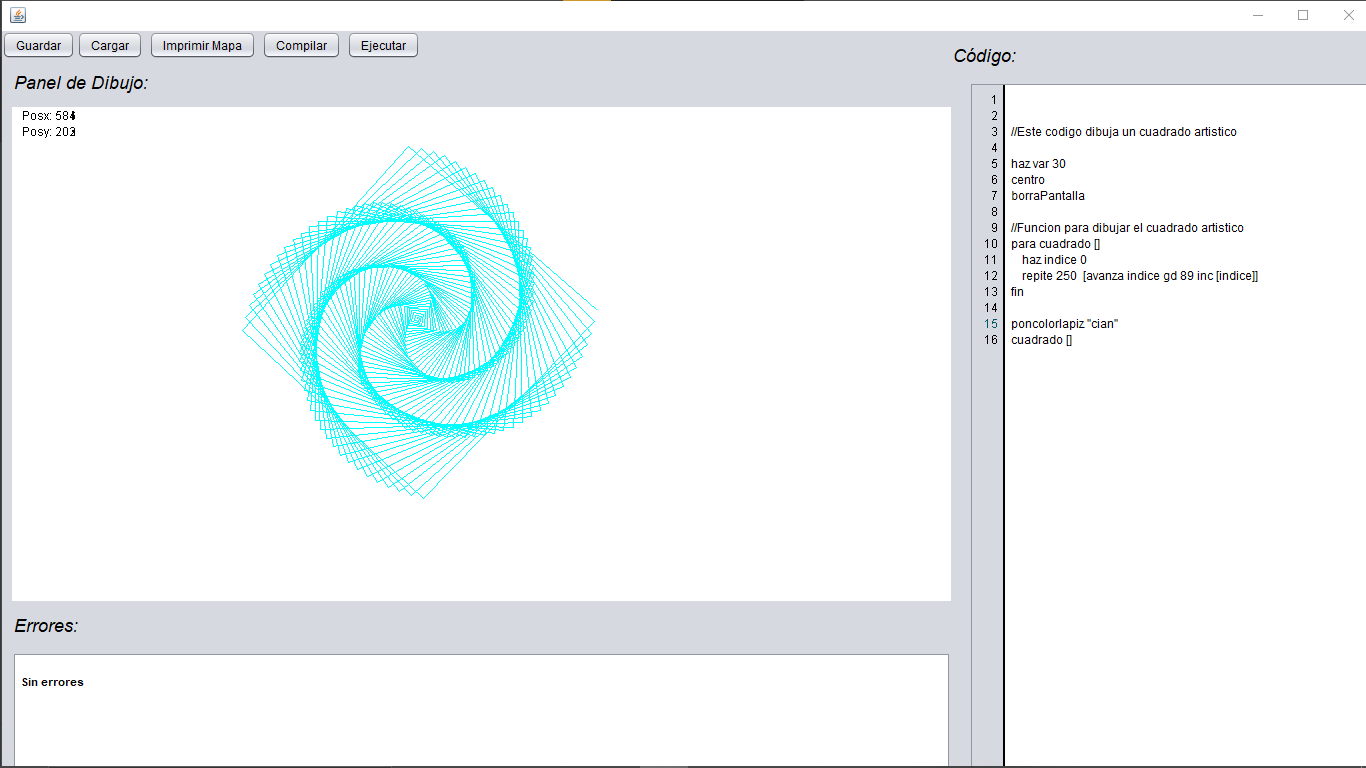 Guardar Cargar Imprimir Mapa Compilar Ejecutar
Código:
Panel de Dibujo:
Posx:
Posy:
1
2
3 //Este codigo dibuja un cuadrado artistico
4
5 haz var 30
6 centro
7 borraPantalla
8
9 //Funcion para dibujar el cuadrado artistico
10 para cuadrado []
11 haz indice 0
12 repite 250 [avanza indice gd 89 inc [indice]]
13 fin
14
15 poncolorlapiz "cian"
16 cuadrado []
Errores:
Sin errores